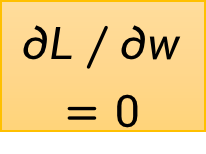 ∂L / ∂w
= 0